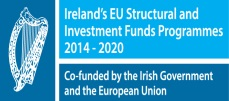 Ireland's EU Structural and
Investment Funds Programmes
2014 - 2020
Co-funded by the Irish Government
and the European Union